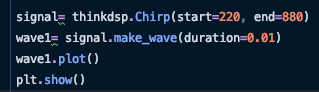 signal= thinkdsp.Chirp(start=220, end=880)
wave1= signal.make_wave(duration=0.01)
wave1.plot()
plt.show()